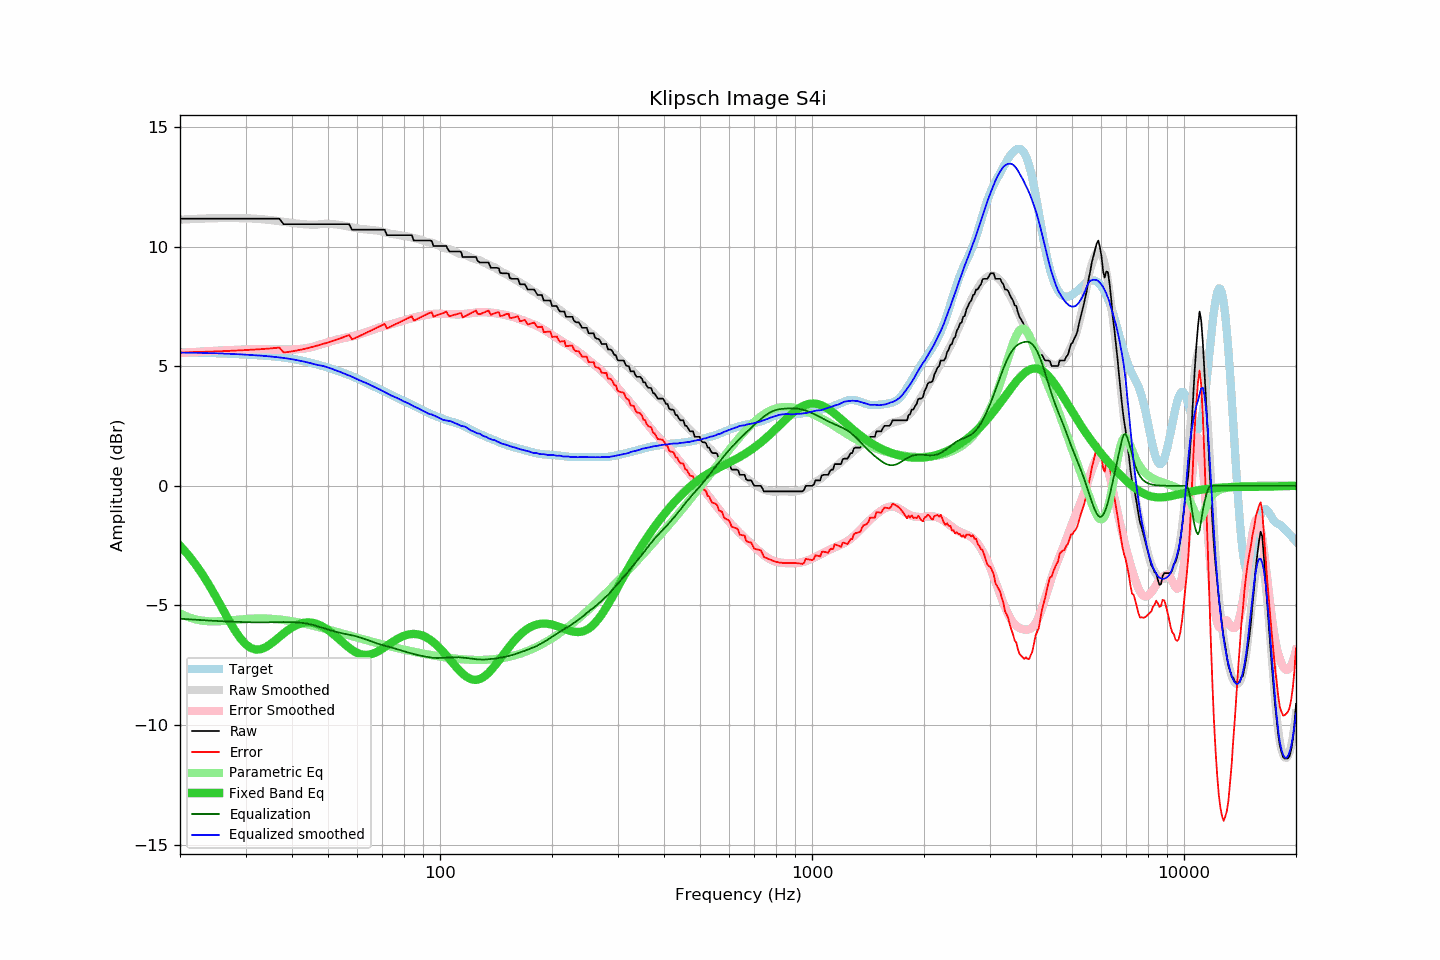 Klipsch Image S4i
15
10
5
0
−5
−10
−15
Amplitude (dBr)
Target
Raw Smoothed
Error Smoothed
Raw
Error
Parametric Eq
Fixed Band Eq
Equalization
Equalized smoothed
100
1000
10000
Frequency (Hz)